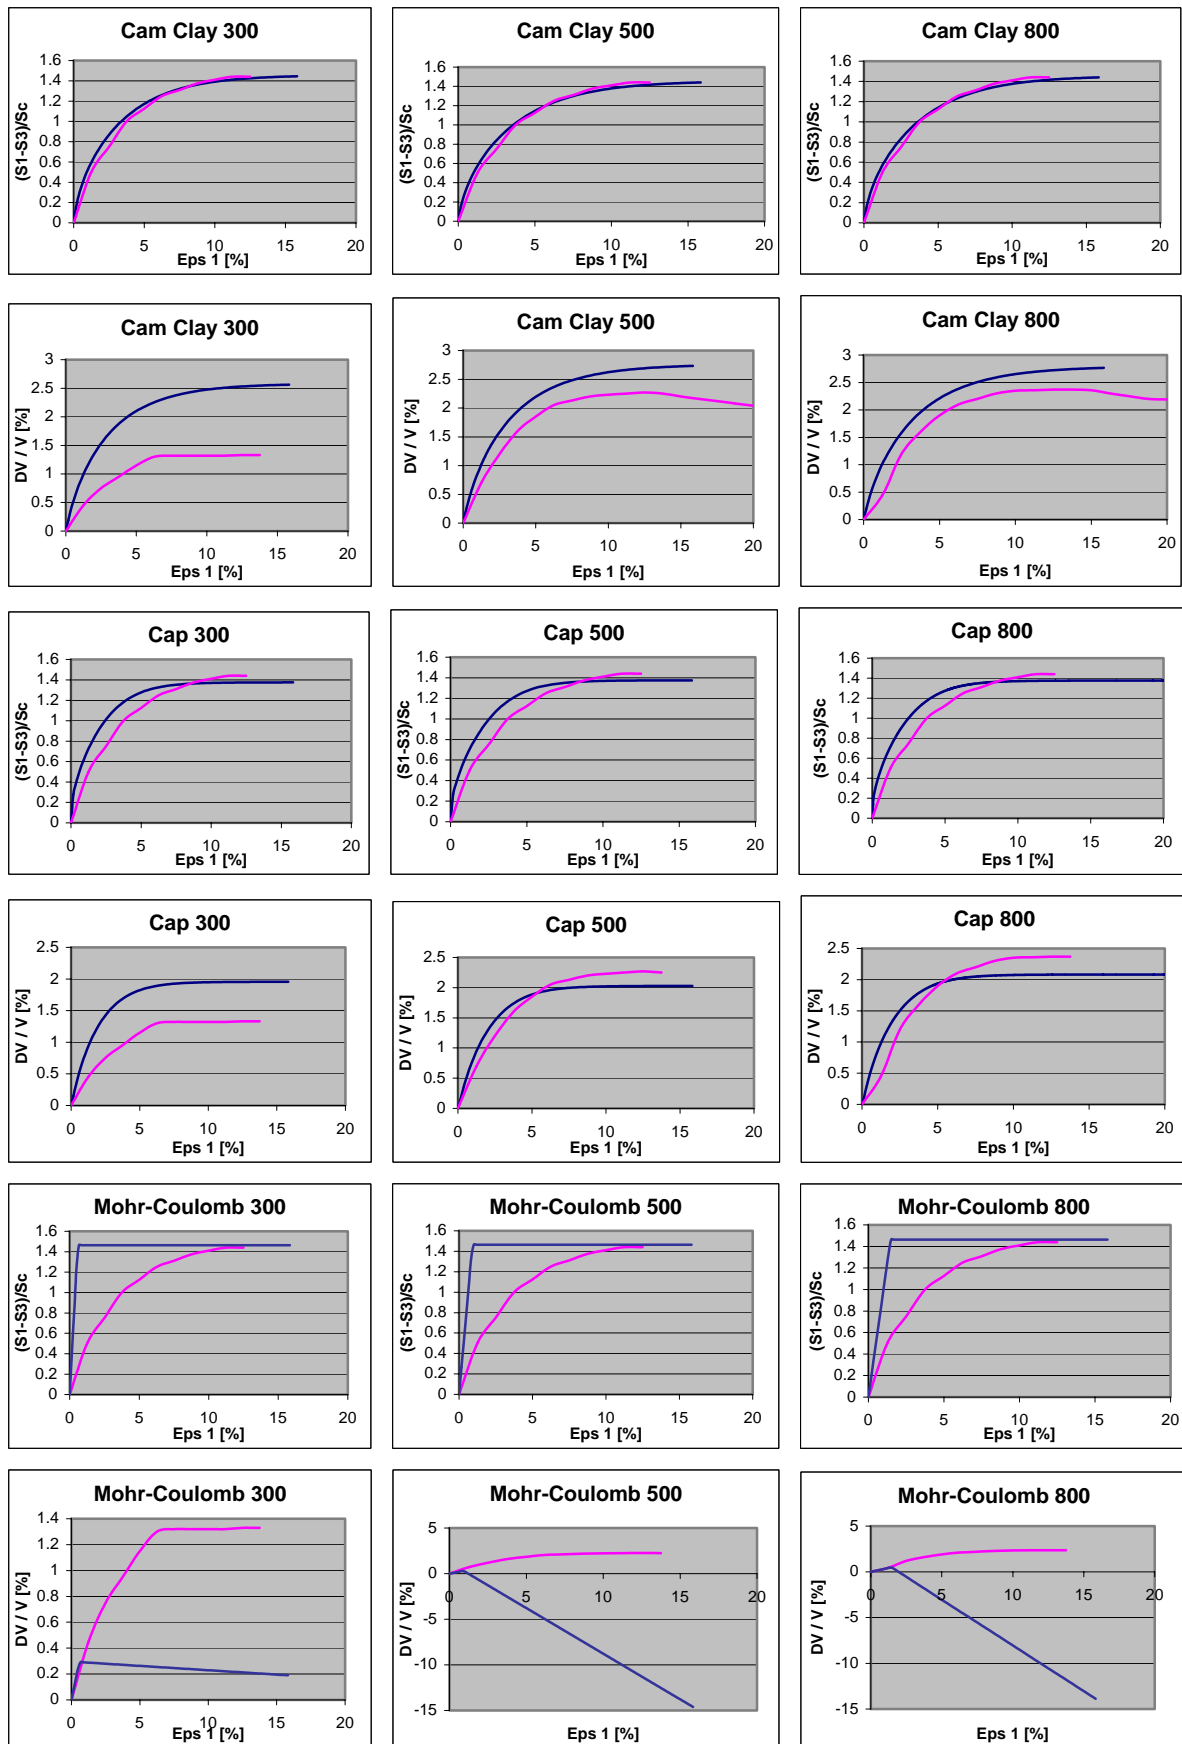 Cam Clay 300
(S1-S3)/Sc
1.6
1.4
1.2
1
0.8
0.6
0.4
0.2
0
0 5 10 15 20
Eps 1 [%]
Cam Clay 500
(S1-S3)/Sc
1.6
1.4
1.2
1
0.8
0.6
0.4
0.2
0
0 5 10 15 20
Eps 1 [%]
Cam Clay 800
(S1-S3)/Sc
1.6
1.4
1.2
1
0.8
0.6
0.4
0.2
0
0 5 10 15 20
Eps 1 [%]
Cam Clay 300
DV / V [%]
3
2.5
2
1.5
1
0.5
0
0 5 10 15 20
Eps 1 [%]
Cam Clay 500
DV / V [%]
3
2.5
2
1.5
1
0.5
0
0 5 10 15 20
Eps 1 [%]
Cam Clay 800
DV / V [%]
3
2.5
2
1.5
1
0.5
0
0 5 10 15 20
Eps 1 [%]
Cap 300
(S1-S3)/Sc
1.6
1.4
1.2
1
0.8
0.6
0.4
0.2
0
0 5 10 15 20
Eps 1 [%]
Cap 500
(S1-S3)/Sc
1.6
1.4
1.2
1
0.8
0.6
0.4
0.2
0
0 5 10 15 20
Eps 1 [%]
Cap 800
(S1-S3)/Sc
1.6
1.4
1.2
1
0.8
0.6
0.4
0.2
0
0 5 10 15 20
Eps 1 [%]
Cap 300
DV / V [%]
2.5
2
1.5
1
0.5
0
0 5 10 15 20
Eps 1 [%]
Cap 500
DV / V [%]
2.5
2
1.5
1
0.5
0
0 5 10 15 20
Eps 1 [%]
Cap 800
DV / V [%]
2.5
2
1.5
1
0.5
0
0 5 10 15 20
Eps 1 [%]
Mohr-Coulomb 300
(S1-S3)/Sc
1.6
1.4
1.2
1
0.8
0.6
0.4
0.2
0
0 5 10 15 20
Eps 1 [%]
Mohr-Coulomb 500
(S1-S3)/Sc
1.6
1.4
1.2
1
0.8
0.6
0.4
0.2
0
0 5 10 15 20
Eps 1 [%]
Mohr-Coulomb 800
(S1-S3)/Sc
1.6
1.4
1.2
1
0.8
0.6
0.4
0.2
0
0 5 10 15 20
Eps 1 [%]
Mohr-Coulomb 300
DV / V [%]
1.4
1.2
1
0.8
0.6
0.4
0.2
0
0 5 10 15 20
Eps 1 [%]
Mohr-Coulomb 500
DV / V [%]
5
0
-5
-10
-15
0 5 10 15 20
Eps 1 [%]
Mohr-Coulomb 800
DV / V [%]
5
0
-5
-10
-15
0 5 10 15 20
Eps 1 [%]